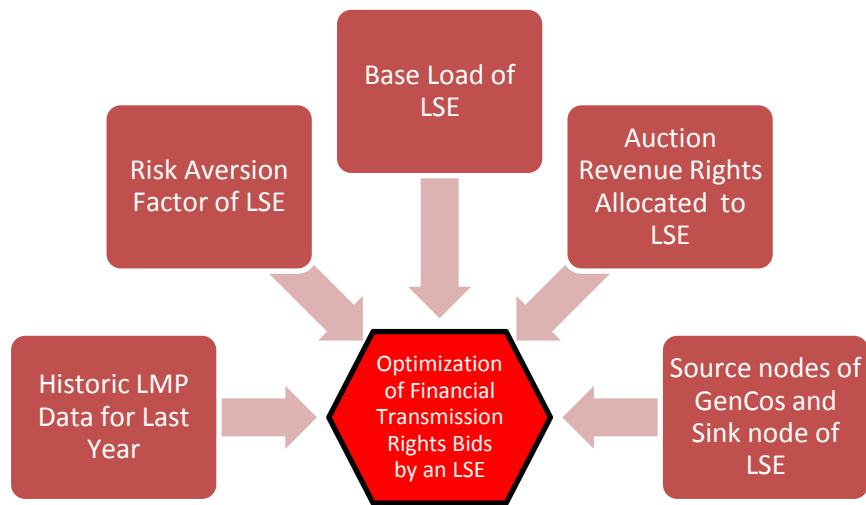 Base Load of
LSE
Risk Aversion
Factor of LSE
Auction
Revenue Rights
Allocated to
LSE
Historic LMP
Data for Last
Year
Optimization
of Financial
Transmission
Rights Bids
by an LSE
Source nodes of
GenCos and
Sink node of
LSE